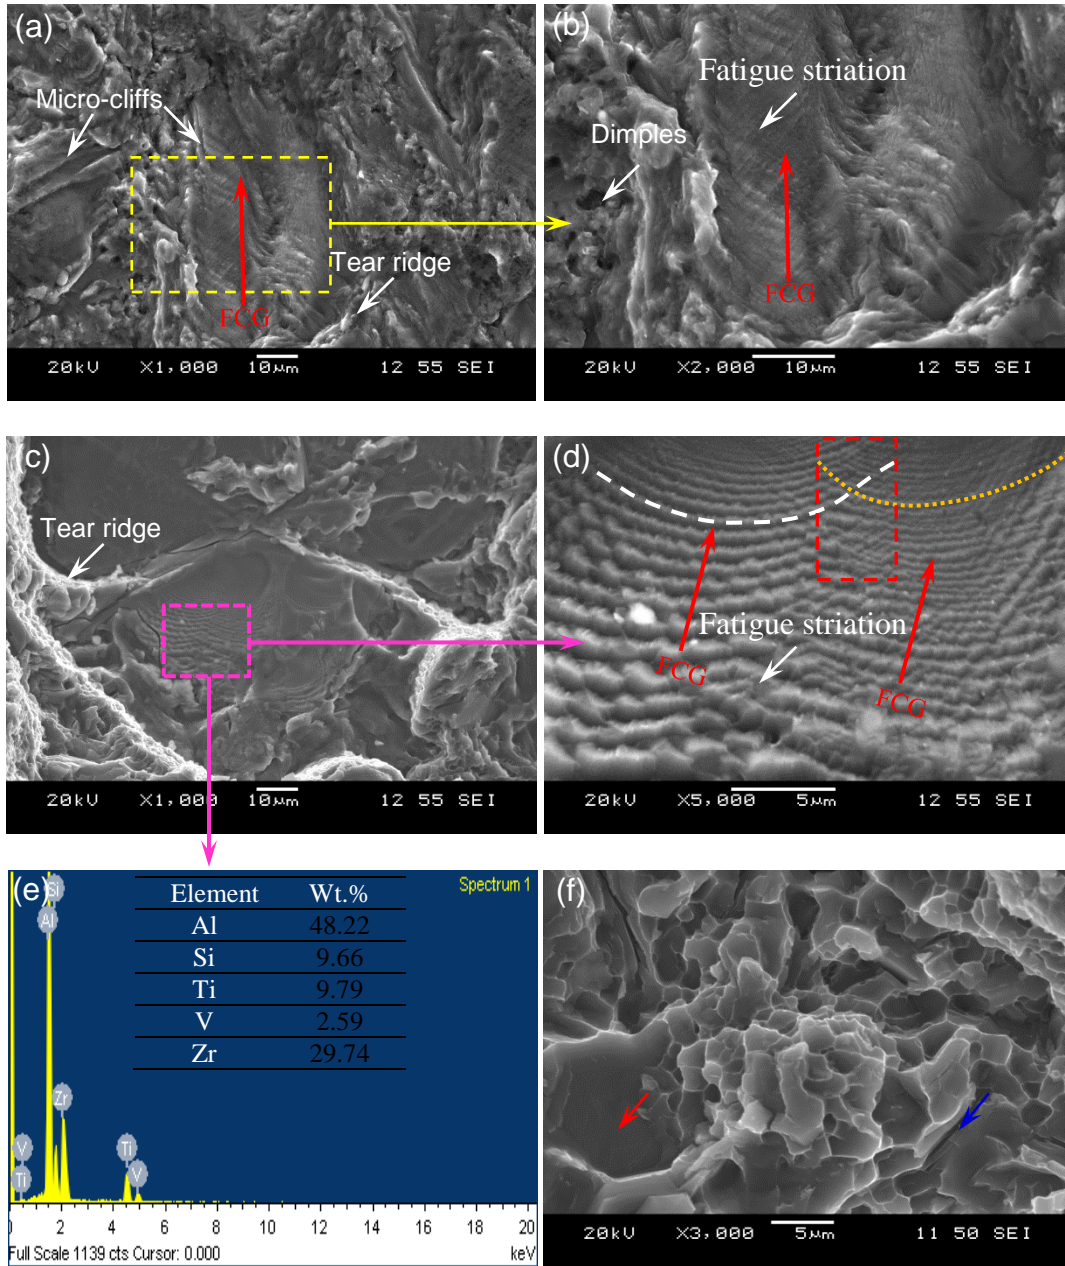 (a)
Micro-cliffs
Tear ridge
FCG
20kV X1,000 10μm 12 55 SEI
(b)
Fatigue striation
Dimples
FCG
20kV X2,000 10μm 12 55 SEI
(c)
Tear ridge
20kV X1,000 10μm 12 55 SEI
(d)
Fatigue striation
FCG
FCG
20kV X5,000 5μm 12 55 SEI
(e)
Si
Al
Zr
V
Ti
Ti
V
Spectrum 1
Element Wt.%
Al 48.22
Si 9.66
Ti 9.79
V 2.59
Zr 29.74
0 2 4 6 8 10 12 14 16 18 20
Full Scale 1139 cts Cursor: 0.000 keV
(f)
20kV X3,000 5μm 11 50 SEI